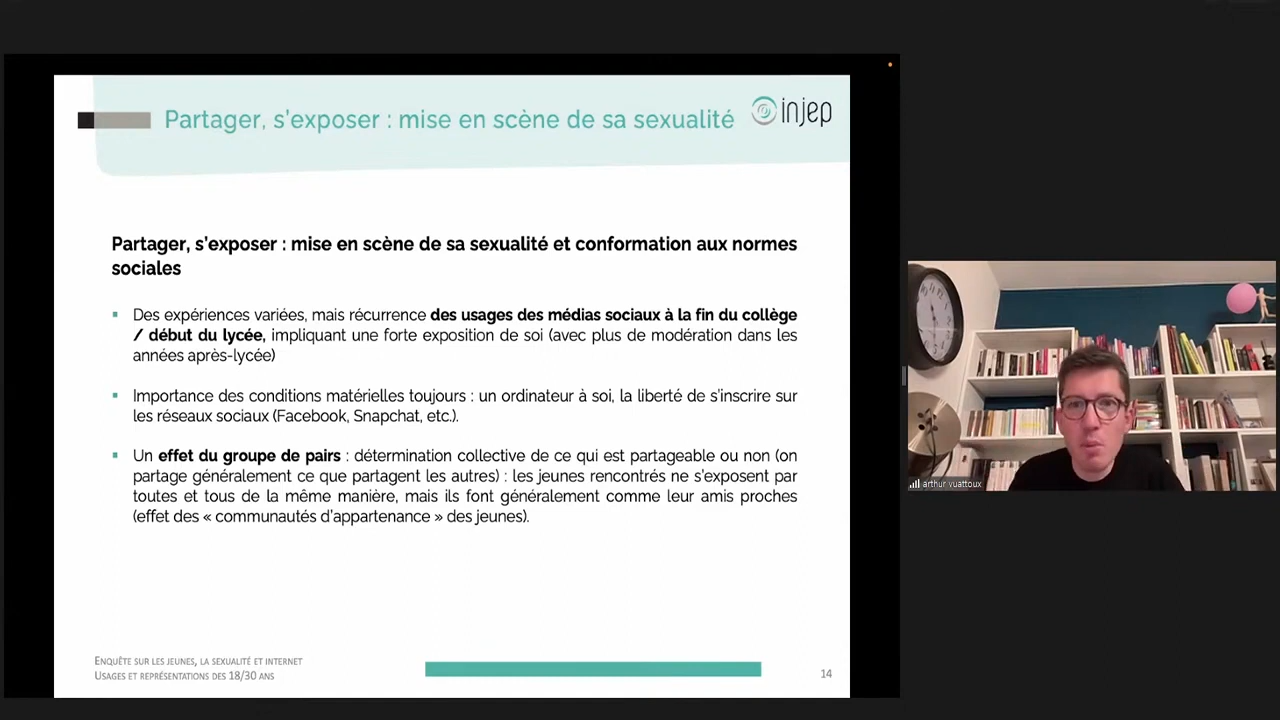 Partager, s’exposer : mise en scène de sa sexualité
injep
Partager, s’exposer : mise en scène de sa sexualité et conformation aux normes
sociales
Des expériences variées, mais récurrence des usages des médias sociaux à la fin du collège
/ début du lycée, impliquant une forte exposition de soi (avec plus de modération dans les
années après-lycée)
Importance des conditions matérielles toujours : un ordinateur à soi, la liberté de s’inscrire sur
les réseaux sociaux (Facebook, Snapchat, etc.).
Un effet du groupe de pairs : détermination collective de ce qui est partageable ou non (on
partage généralement ce que partagent les autres) : les jeunes rencontrés ne s’exposent par
toutes et tous de la même manière, mais ils font généralement comme leur amis proches
(effet des « communautés d’appartenance » des jeunes).
Enquête sur les jeunes, la sexualité et internet
Usages et représentations des 18/30 ans
14
arthur vuattoux